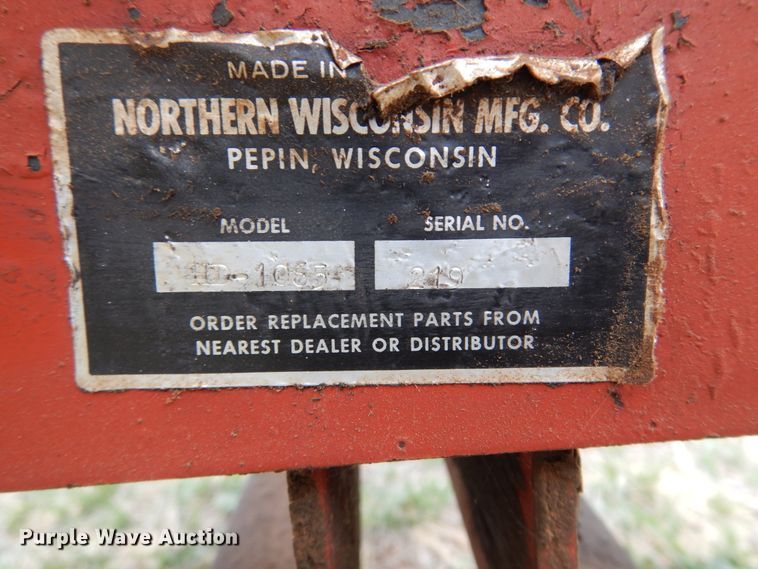 MADE IN
NORTHERN WISCONSIN MFG. CO.
PEPIN, WISCONSIN
MODEL SERIAL NO.
219
ORDER REPLACEMENT PARTS FROM
NEAREST DEALER OR DISTRIBUTOR
Purple Wave Auction